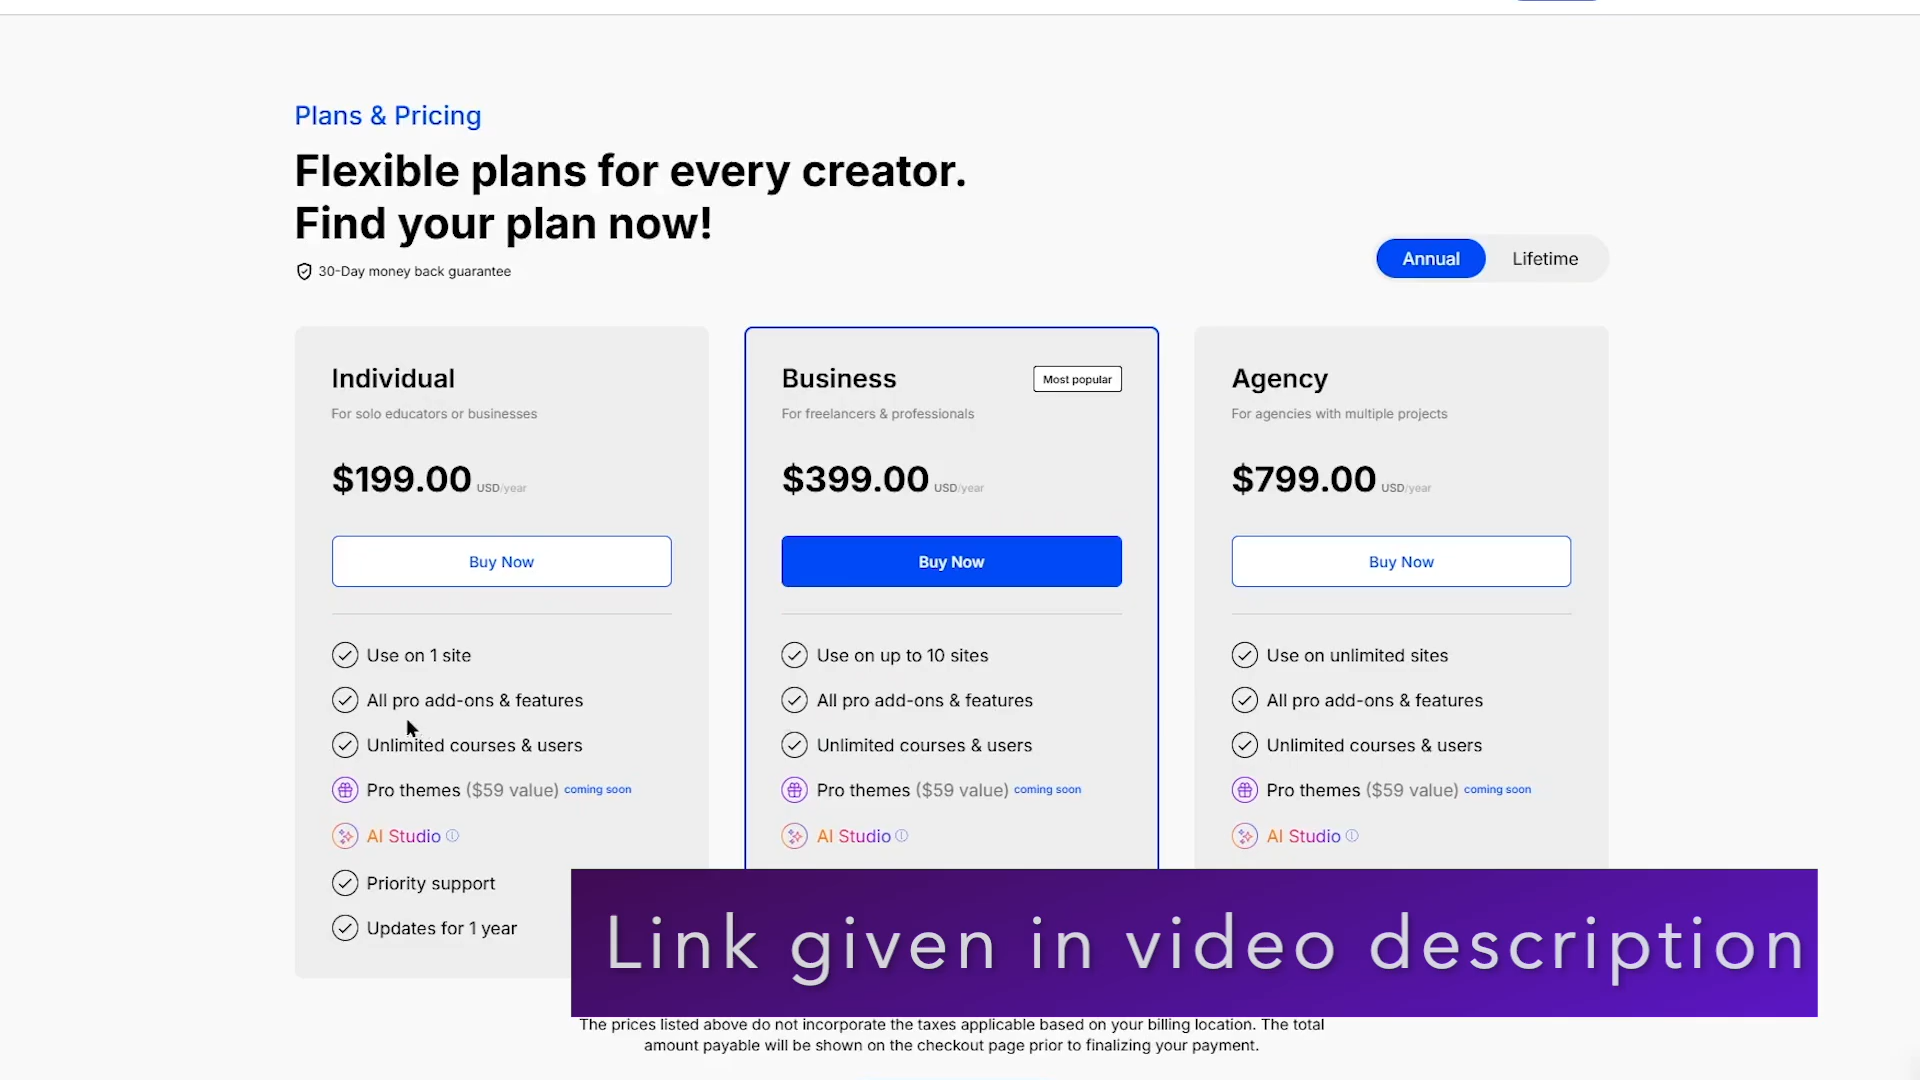 Plans & Pricing
Flexible plans for every creator.
Find your plan now!
30-Day money back guarantee
Annual
Lifetime
Individual
For solo educators or businesses
$199.00 USD/year
Buy Now
Use on 1 site
All pro add-ons & features
Unlimited courses & users
Pro themes ($59 value) coming soon
AI Studio
Priority support
Updates for 1 year
Business
Most popular
For freelancers & professionals
$399.00 USD/year
Buy Now
Use on up to 10 sites
All pro add-ons & features
Unlimited courses & users
Pro themes ($59 value) coming soon
AI Studio
Agency
For agencies with multiple projects
$799.00 USD/year
Buy Now
Use on unlimited sites
All pro add-ons & features
Unlimited courses & users
Pro themes ($59 value) coming soon
AI Studio
Link given in video description
The prices listed above do not incorporate the taxes applicable based on your billing location. The total
amount payable will be shown on the checkout page prior to finalizing your payment.